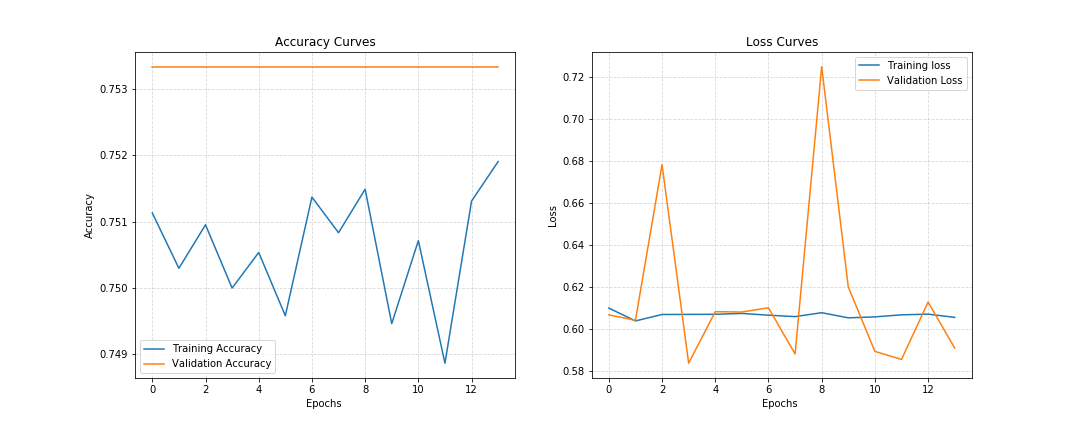 Accuracy Curves
0.753
0.752
0.751
0.750
0.749
Accuracy
Training Accuracy
Validation Accuracy
0 2 4 6 8 10 12
Epochs
Loss Curves
0.72
0.70
0.68
0.66
0.64
0.62
0.60
0.58
Loss
Training loss
Validation Loss
0 2 4 6 8 10 12
Epochs